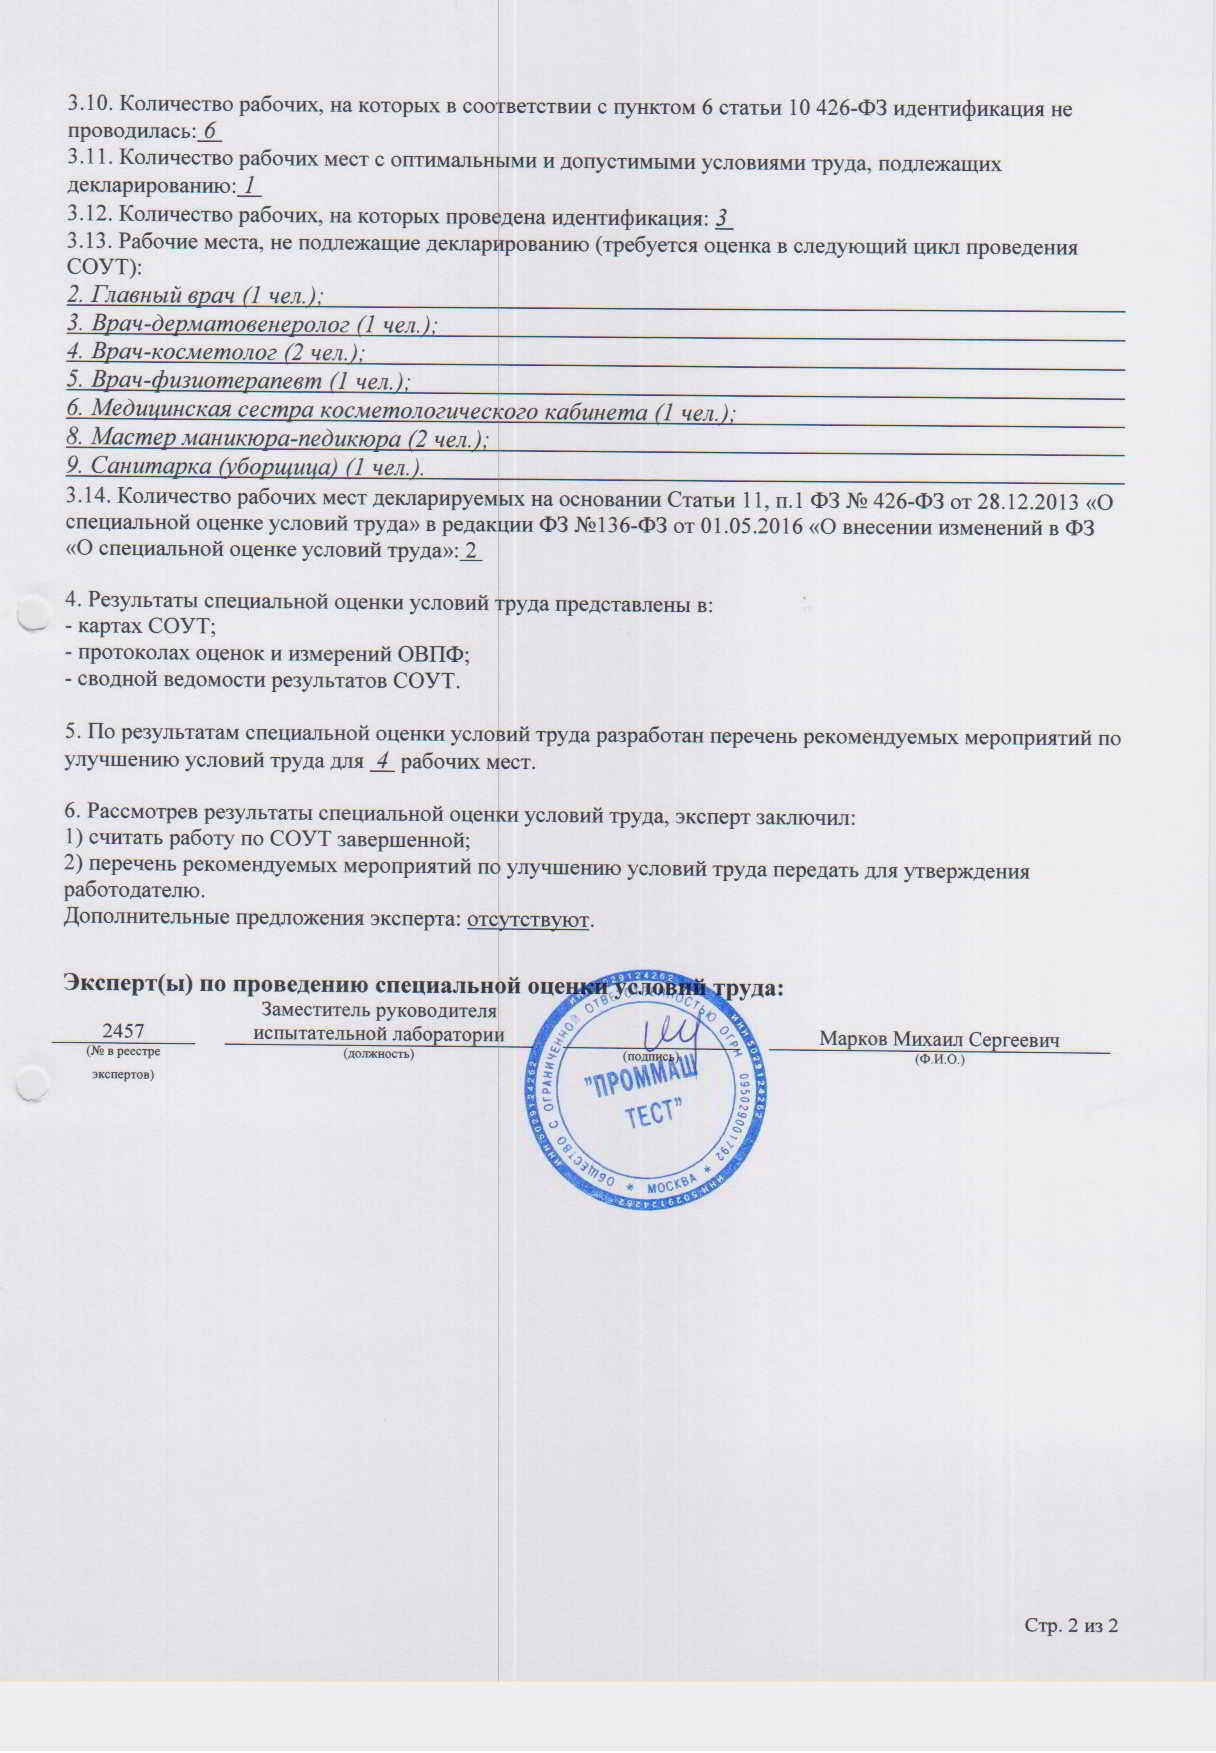 3.10. Количество рабочих, на которых в соответствии с пунктом 6 статьи 10 426-ФЗ идентификация не
проводилась: 6
3.11. Количество рабочих мест с оптимальными и допустимыми условиями труда, подлежащих
декларированию: 1
3.12. Количество рабочих, на которых проведена идентификация: 3
3.13. Рабочие места, не подлежащие декларированию (требуется оценка в следующий цикл проведения
СОУТ):
2. Главный врач (1 чел.);
3. Врач-дерматовенеролог (1 чел.);
4. Врач-косметолог (2 чел.);
5. Врач-физиотерапевт (1 чел.);
6. Медицинская сестра косметологического кабинета (1 чел.);
8. Мастер маникюра-педикюра (2 чел.);
9. Санитарка (уборщица) (1 чел.).
3.14. Количество рабочих мест декларируемых на основании Статьи 11, п.1 ФЗ № 426-ФЗ от 28.12.2013 «О
специальной оценке условий труда» в редакции ФЗ №136-ФЗ от 01.05.2016 «О внесении изменений в ФЗ
«О специальной оценке условий труда»: 2
4. Результаты специальной оценки условий труда представлены в:
- картах СОУТ;
- протоколах оценок и измерений ОВПФ;
- сводной ведомости результатов СОУТ.
5. По результатам специальной оценки условий труда разработан перечень рекомендуемых мероприятий по
улучшению условий труда для 4 рабочих мест.
6. Рассмотрев результаты специальной оценки условий труда, эксперт заключил:
1) считать работу по СОУТ завершенной;
2) перечень рекомендуемых мероприятий по улучшению условий труда передать для утверждения
работодателю.
Дополнительные предложения эксперта: отсутствуют.
Эксперт(ы) по проведению специальной оценки условий труда:
2457
(№ в реестре
экспертов)
Заместитель руководителя
испытательной лаборатории
(должность)
(подпись)
Марков Михаил Сергеевич
(Ф.И.О.)
ОБЩЕСТВО С ОГРАНИЧЕННОЙ ОТВЕТСТВЕННОСТЬЮ ОГРН 095029001792 * МОСКВА *
ИНН 5029124262
"ПРОММАШ
ТЕСТ"
Стр. 2 из 2